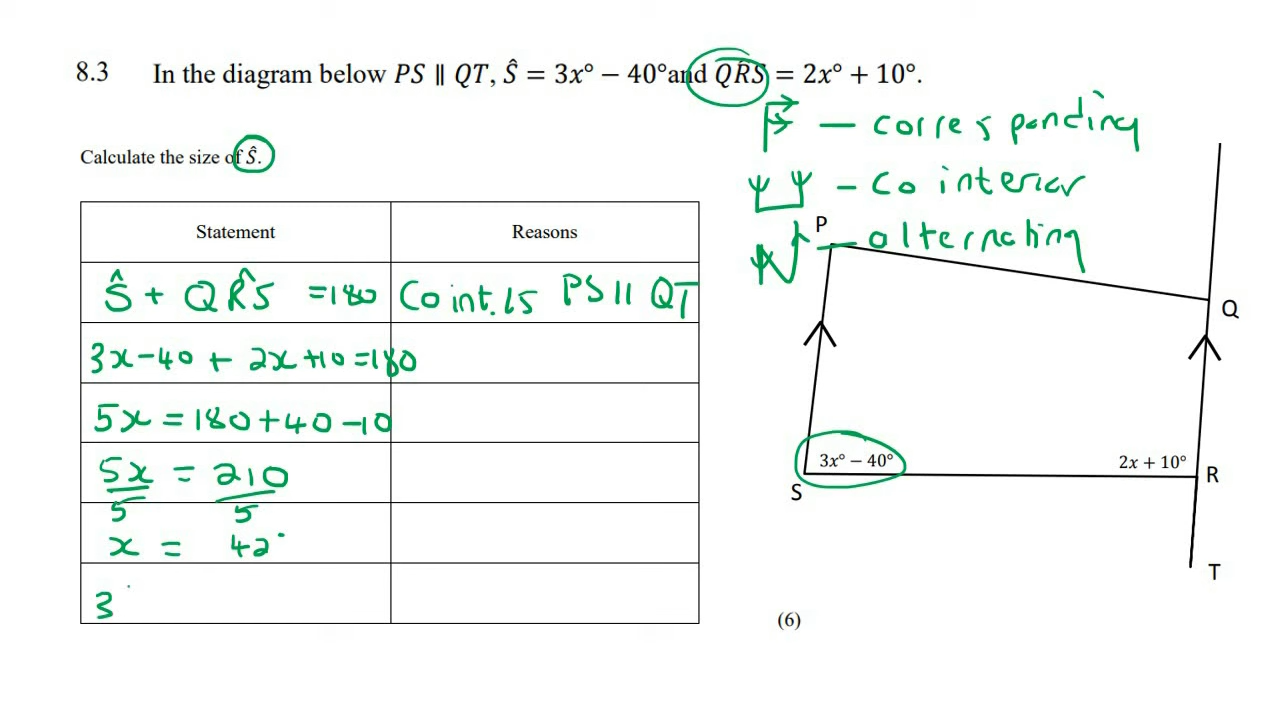 8.3 In the diagram below PS ∥ QT, Ŝ = 3x° − 40°and QR̂S = 2x° + 10°.
F — corresponding
Calculate the size of Ŝ.
– Co interior
Statement Reasons
P
N — alternating
Ŝ + QR̂S =180 Co int. ∠s PS ∥ QT
Q
3x-40 + 2x+10=180
5x = 180+40-10
3x° − 40° 2x + 10°
5x = 210
5 5
S R
x = 42°
T
3
(6)